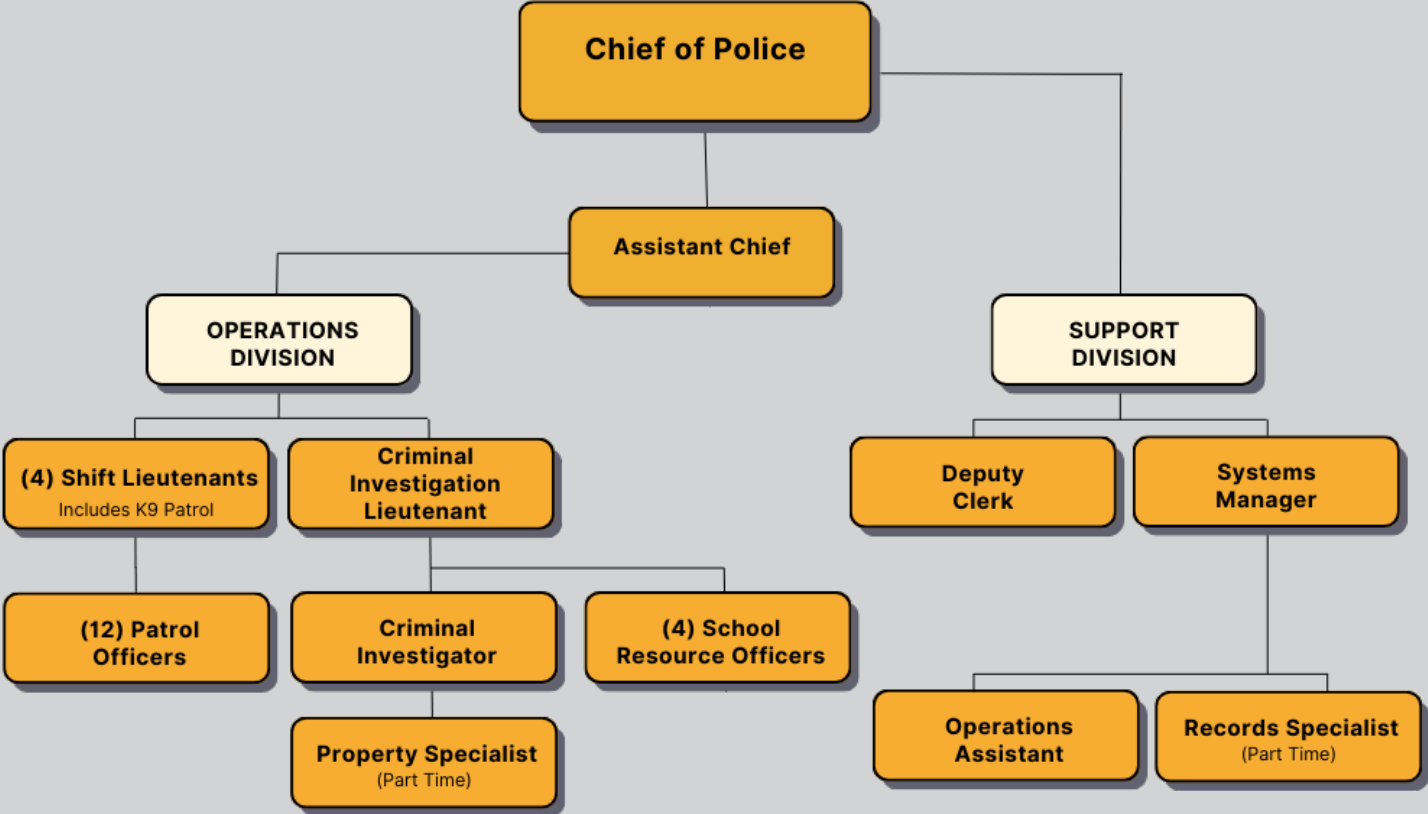 Chief of Police
Assistant Chief
OPERATIONS
DIVISION
SUPPORT
DIVISION
(4) Shift Lieutenants
Includes K9 Patrol
Criminal
Investigation
Lieutenant
Deputy
Clerk
Systems
Manager
(12) Patrol
Officers
Criminal
Investigator
(4) School
Resource Officers
Property Specialist
(Part Time)
Operations
Assistant
Records Specialist
(Part Time)